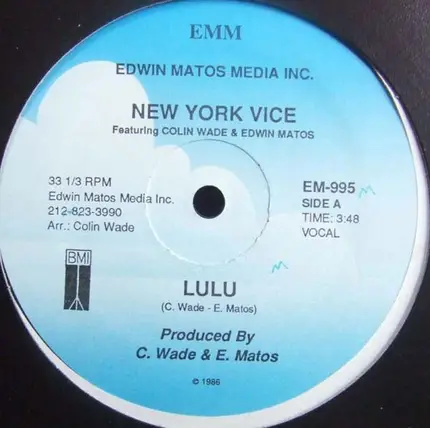 EMM
EDWIN MATOS MEDIA INC.
NEW YORK VICE
Featuring COLIN WADE & EDWIN MATOS
33 1/3 RPM
Edwin Matos Media Inc.
212-823-3990
Arr.: Colin Wade
EM-995
SIDE A
TIME: 3:48
VOCAL
BMI
LULU
(C. Wade - E. Matos)
Produced By
C. Wade & E. Matos
© 1986